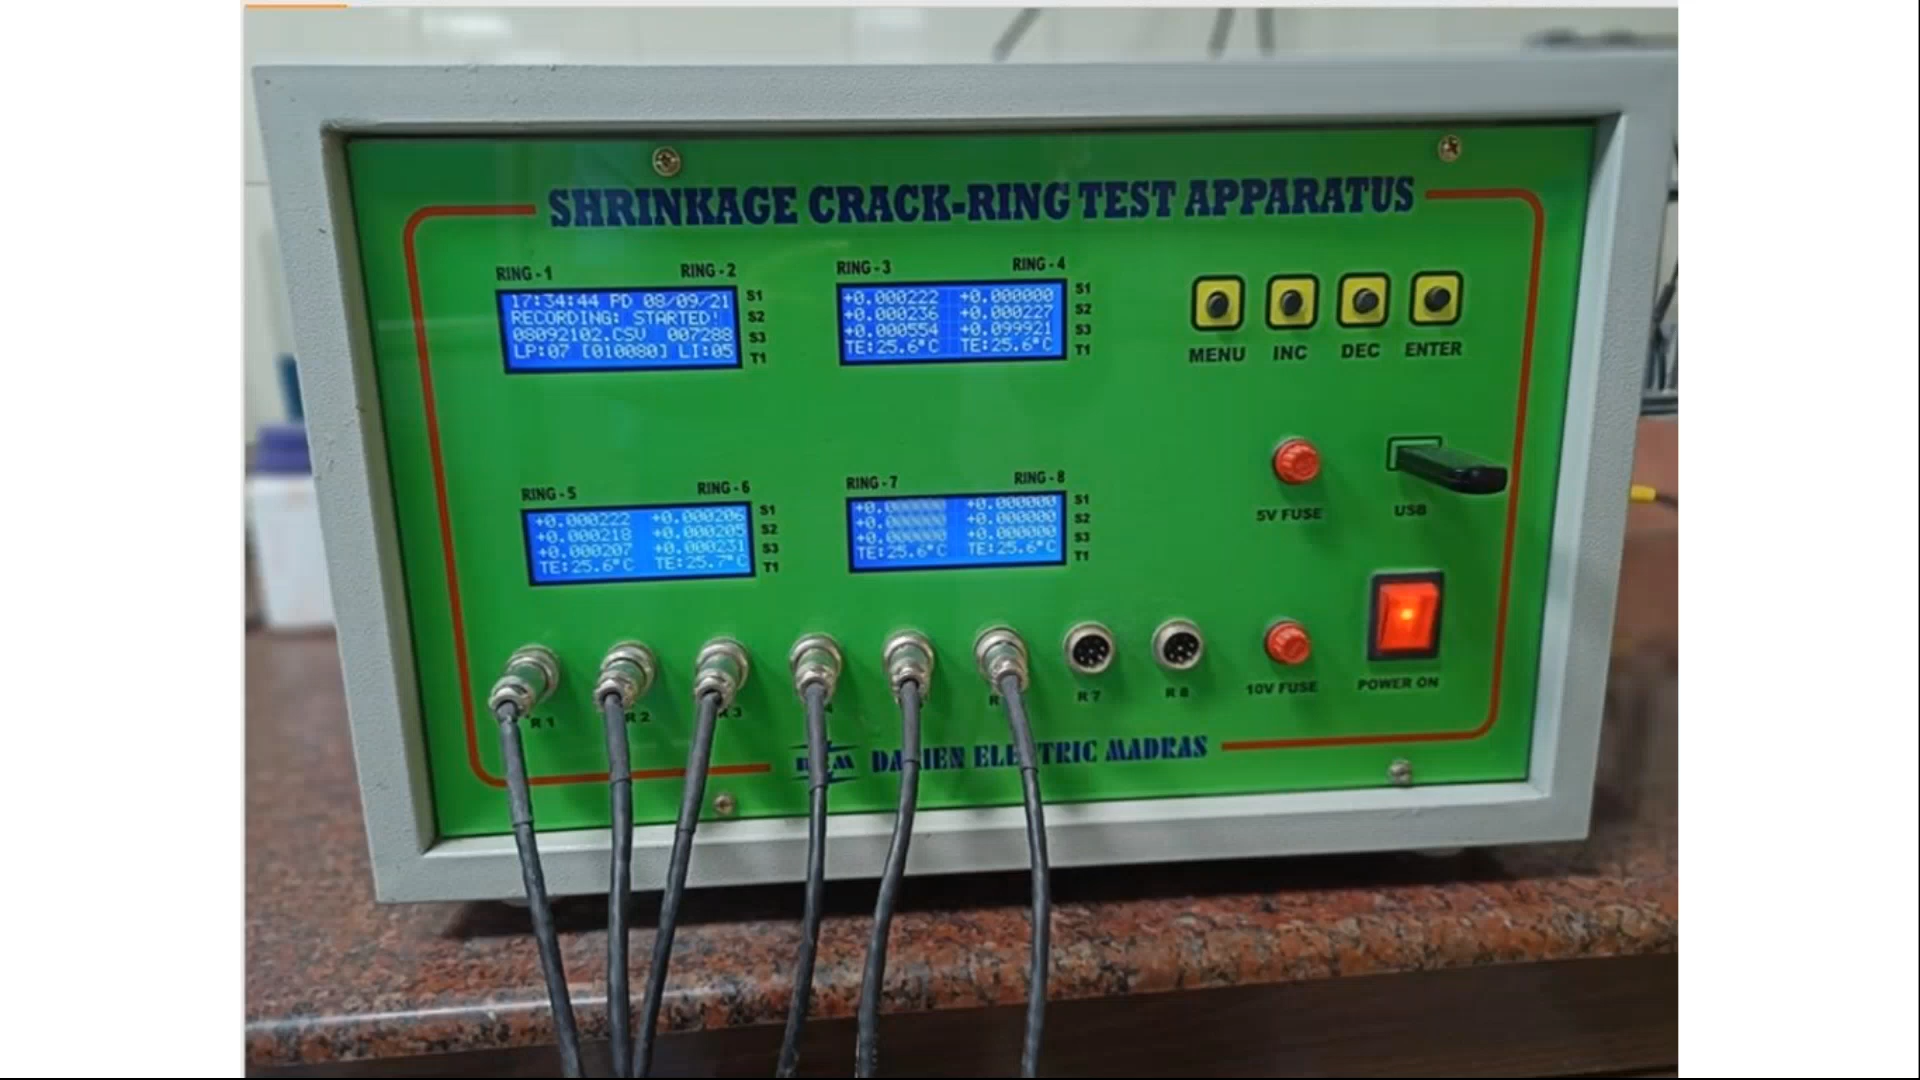 SHRINKAGE CRACK-RING TEST APPARATUS
RING - 1 RING - 2
17:34:44 PD 08/09/21 S1
RECORDING: STARTED! S2
08092102.CSV 007288 S3
LP:07 [010080] LI:05 T1
RING - 3 RING - 4
+0.000222 +0.000000 S1
+0.000236 +0.000227 S2
+0.000554 +0.099921 S3
TE:25.6°C TE:25.6°C T1
MENU INC DEC ENTER
RING - 5 RING - 6
+0.000222 +0.000206 S1
+0.000218 +0.000205 S2
+0.000207 +0.000231 S3
TE:25.6°C TE:25.7°C T1
RING - 7 RING - 8
+0.000000 S1
+0.000000 S2
+0.000000 S3
TE:25.6°C TE:25.6°C T1
5V FUSE USB
R 1 R 2 3 R 7 R 8 10V FUSE POWER ON
ELECTRIC MADRAS